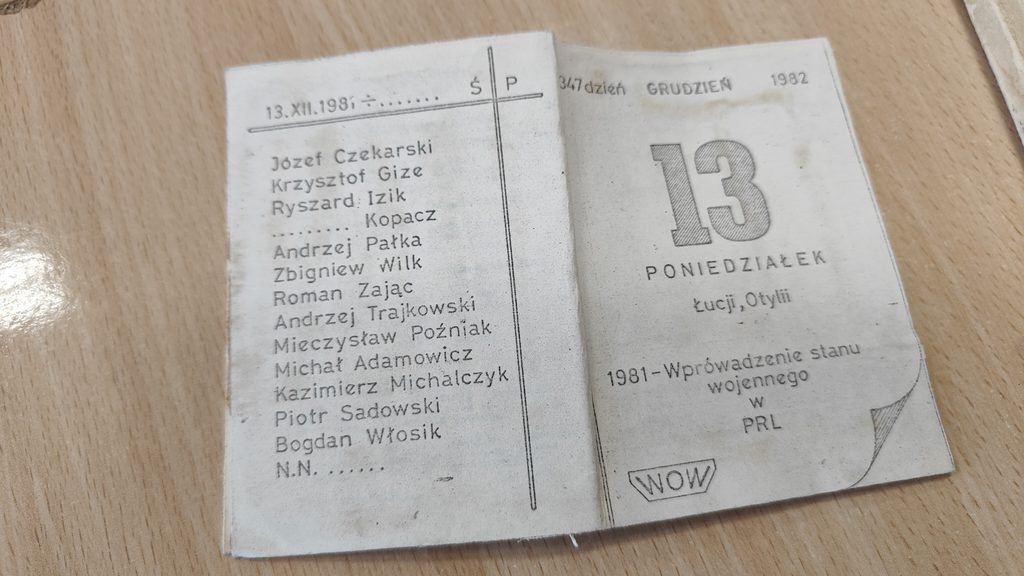 13.XII.1981 ÷....... Ś P
Józef Czekarski
Krzysztof Gize
Ryszard Izik
......... Kopacz
Andrzej Pałka
Zbigniew Wilk
Roman Zając
Andrzej Trajkowski
Mieczysław Poźniak
Michał Adamowicz
Kazimierz Michalczyk
Piotr Sadowski
Bogdan Włosik
N.N. .......
347 dzień GRUDZIEŃ 1982
13
PONIEDZIAŁEK
Łucji, Otylii
1981-Wprówadzenie stanu
wojennego
w
PRL
WOW